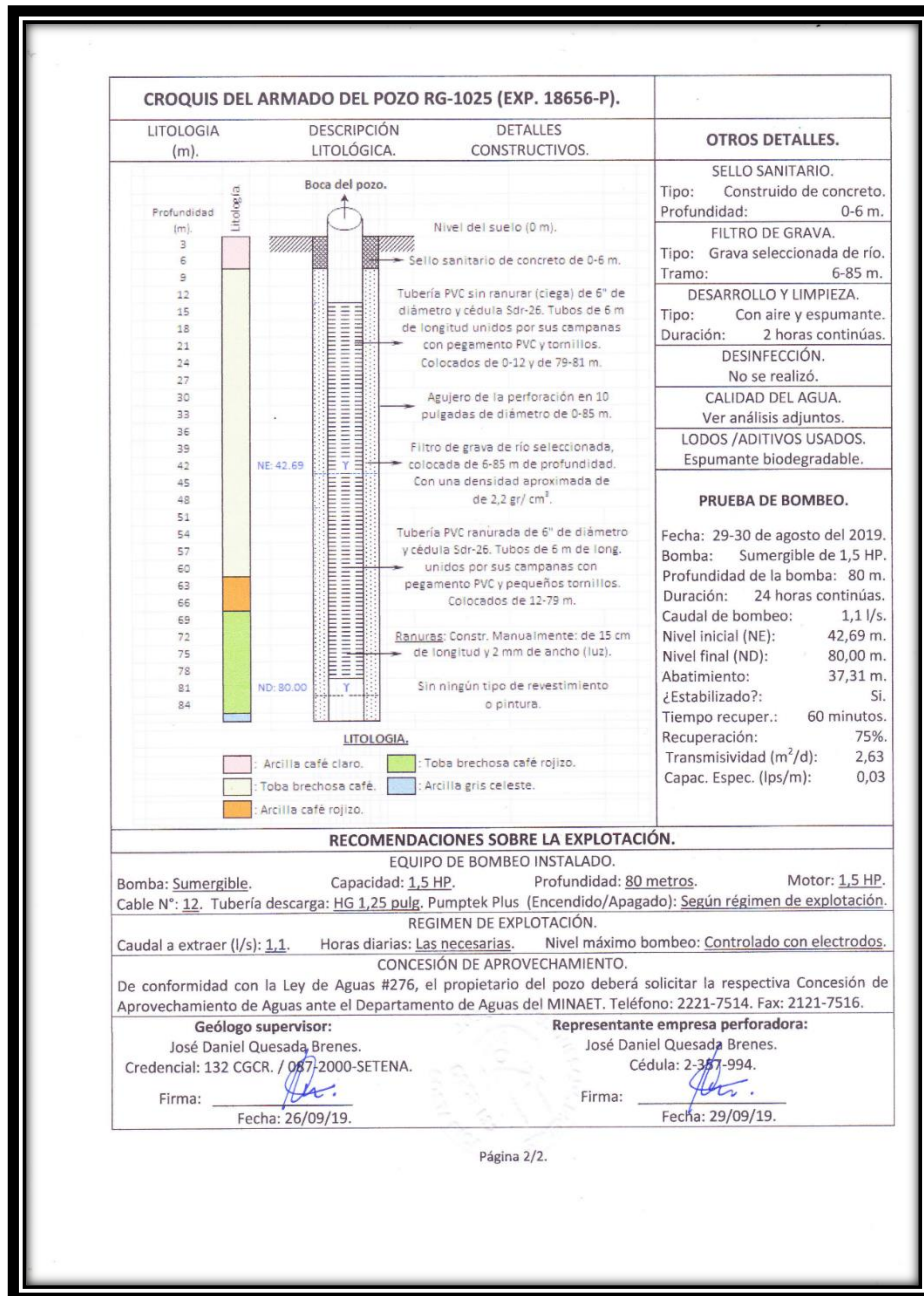 CROQUIS DEL ARMADO DEL POZO RG-1025 (EXP. 18656-P).
LITOLOGIA (m).
DESCRIPCIÓN LITOLÓGICA.
DETALLES CONSTRUCTIVOS.
Profundidad (m).
Litología.
Boca del pozo.
3
6
9
12
15
18
21
24
27
30
33
36
39
42
45
48
51
54
57
60
63
66
69
72
75
78
81
84
NE: 42.69
ND: 80.00
Nivel del suelo (0 m).
Sello sanitario de concreto de 0-6 m.
Tubería PVC sin ranurar (ciega) de 6" de
diámetro y cédula Sdr-26. Tubos de 6 m
de longitud unidos por sus campanas
con pegamento PVC y tornillos.
Colocados de 0-12 y de 79-81 m.
Agujero de la perforación en 10
pulgadas de diámetro de 0-85 m.
Filtro de grava de río seleccionada,
colocada de 6-85 m de profundidad.
Con una densidad aproximada de
de 2,2 gr/ cm³.
Tubería PVC ranurada de 6" de diámetro
y cédula Sdr-26. Tubos de 6 m de long.
unidos por sus campanas con
pegamento PVC y pequeños tornillos.
Colocados de 12-79 m.
Ranuras: Constr. Manualmente: de 15 cm
de longitud y 2 mm de ancho (luz).
Sin ningún tipo de revestimiento
o pintura.
LITOLOGIA.
: Arcilla café claro.
: Toba brechosa café rojizo.
: Toba brechosa café.
: Arcilla gris celeste.
: Arcilla café rojizo.
OTROS DETALLES.
SELLO SANITARIO.
Tipo: Construido de concreto.
Profundidad: 0-6 m.
FILTRO DE GRAVA.
Tipo: Grava seleccionada de río.
Tramo: 6-85 m.
DESARROLLO Y LIMPIEZA.
Tipo: Con aire y espumante.
Duración: 2 horas continúas.
DESINFECCIÓN.
No se realizó.
CALIDAD DEL AGUA.
Ver análisis adjuntos.
LODOS /ADITIVOS USADOS.
Espumante biodegradable.
PRUEBA DE BOMBEO.
Fecha: 29-30 de agosto del 2019.
Bomba: Sumergible de 1,5 HP.
Profundidad de la bomba: 80 m.
Duración: 24 horas continúas.
Caudal de bombeo: 1,1 l/s.
Nivel inicial (NE): 42,69 m.
Nivel final (ND): 80,00 m.
Abatimiento: 37,31 m.
¿Estabilizado?: Si.
Tiempo recuper.: 60 minutos.
Recuperación: 75%.
Transmisividad (m²/d): 2,63
Capac. Espec. (lps/m): 0,03
RECOMENDACIONES SOBRE LA EXPLOTACIÓN.
EQUIPO DE BOMBEO INSTALADO.
Bomba: Sumergible. Capacidad: 1,5 HP. Profundidad: 80 metros. Motor: 1,5 HP.
Cable N°: 12. Tubería descarga: HG 1,25 pulg. Pumptek Plus (Encendido/Apagado): Según régimen de explotación.
REGIMEN DE EXPLOTACIÓN.
Caudal a extraer (l/s): 1,1. Horas diarias: Las necesarias. Nivel máximo bombeo: Controlado con electrodos.
CONCESIÓN DE APROVECHAMIENTO.
De conformidad con la Ley de Aguas #276, el propietario del pozo deberá solicitar la respectiva Concesión de
Aprovechamiento de Aguas ante el Departamento de Aguas del MINAET. Teléfono: 2221-7514. Fax: 2121-7516.
Geólogo supervisor:
José Daniel Quesada Brenes.
Credencial: 132 CGCR. / 087-2000-SETENA.
Firma:
Fecha: 26/09/19.
Representante empresa perforadora:
José Daniel Quesada Brenes.
Cédula: 2-357-994.
Firma:
Fecha: 29/09/19.
Página 2/2.